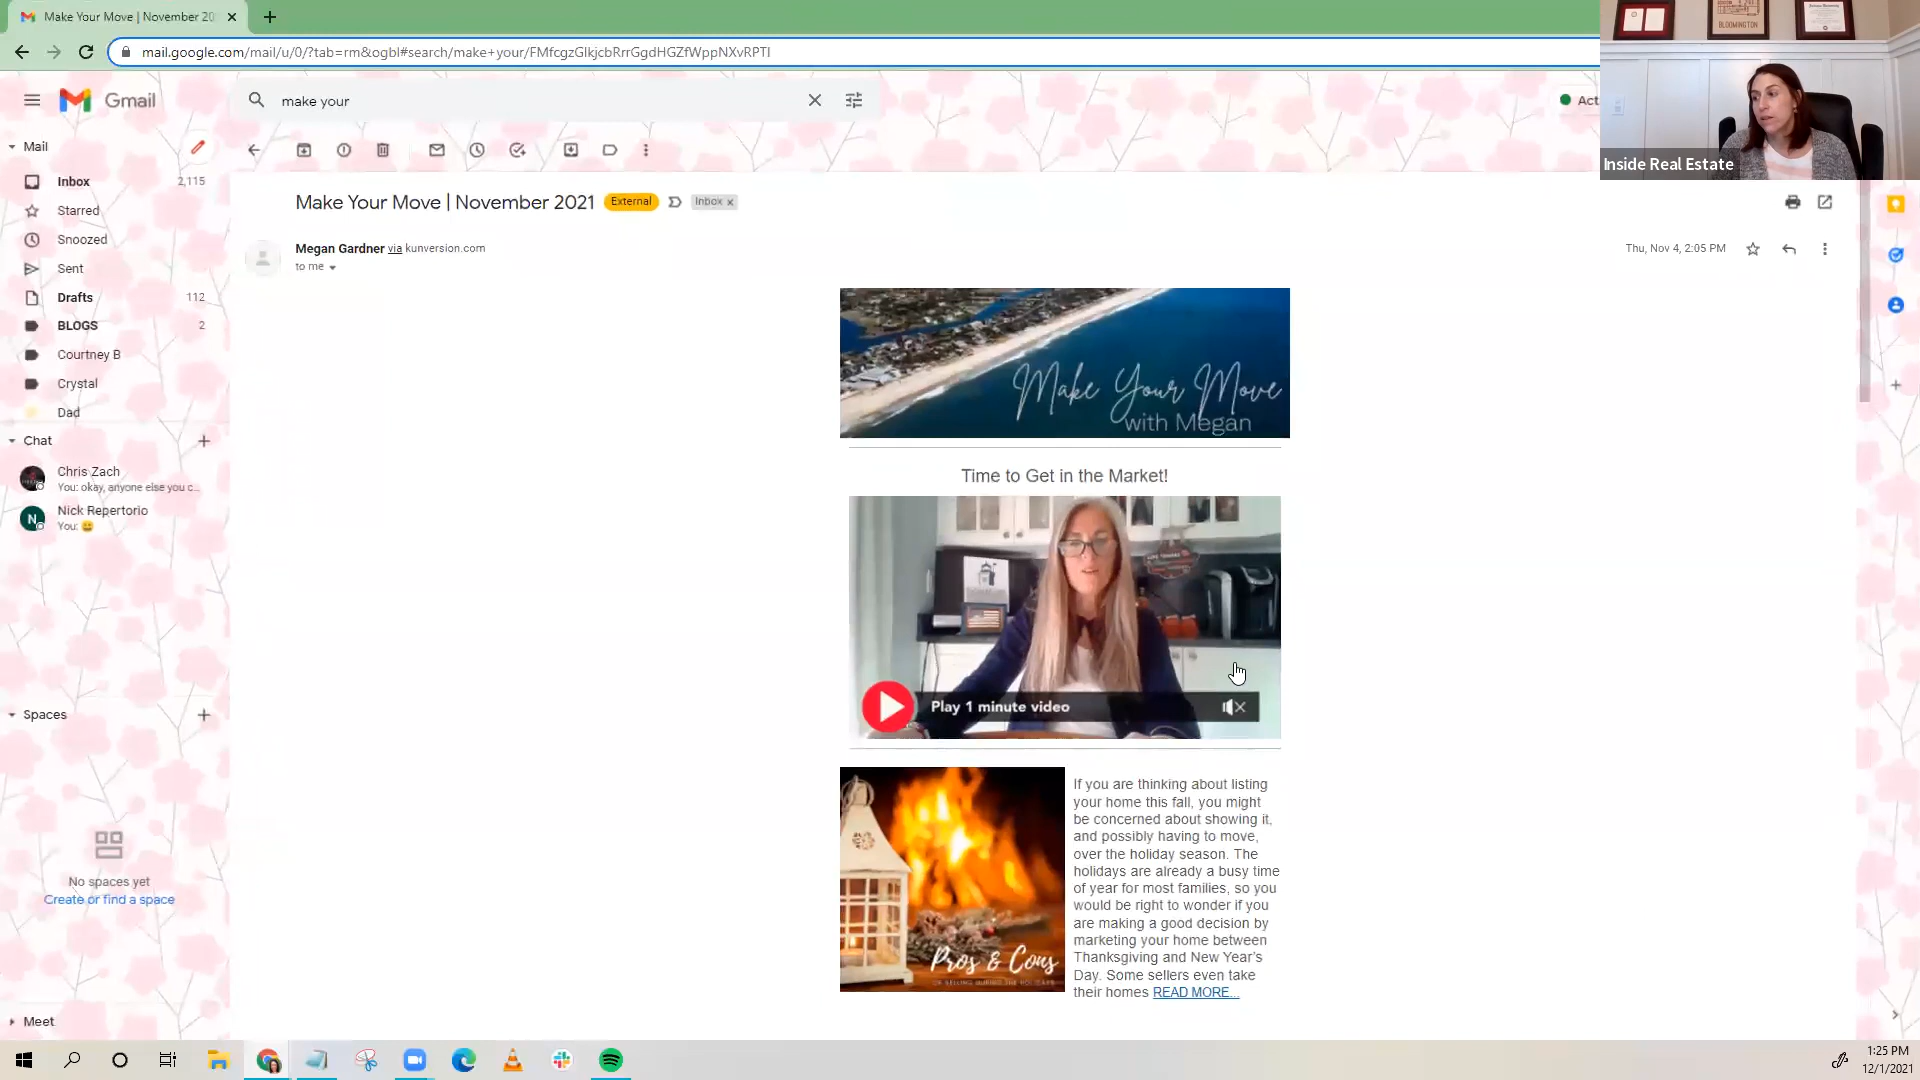 Make Your Move | November 20
mail.google.com/mail/u/0/?tab=rm&ogbl#search/make+your/FMfcgzGlkjcbRrrGgdHGZfWppNXvRPTl
Gmail
make your
Act
BLOOMINGTON
Inside Real Estate
Mail
Inbox 2,115
Starred
Snoozed
Sent
Drafts 112
BLOGS 2
Courtney B
Crystal
Dad
Chat
Chris Zach
You: okay, anyone else you c...
N
Nick Repertorio
You: 😀
Spaces
No spaces yet
Create or find a space
Meet
Make Your Move | November 2021 External Inbox x
Megan Gardner via kunversion.com
to me
Thu, Nov 4, 2:05 PM
Make Your Move
with Megan
Time to Get in the Market!
Play 1 minute video
Pros & Cons
OF SELLING DURING THE HOLIDAYS
If you are thinking about listing
your home this fall, you might
be concerned about showing it,
and possibly having to move,
over the holiday season. The
holidays are already a busy time
of year for most families, so you
would be right to wonder if you
are making a good decision by
marketing your home between
Thanksgiving and New Year's
Day. Some sellers even take
their homes READ MORE...
1:25 PM
12/1/2021